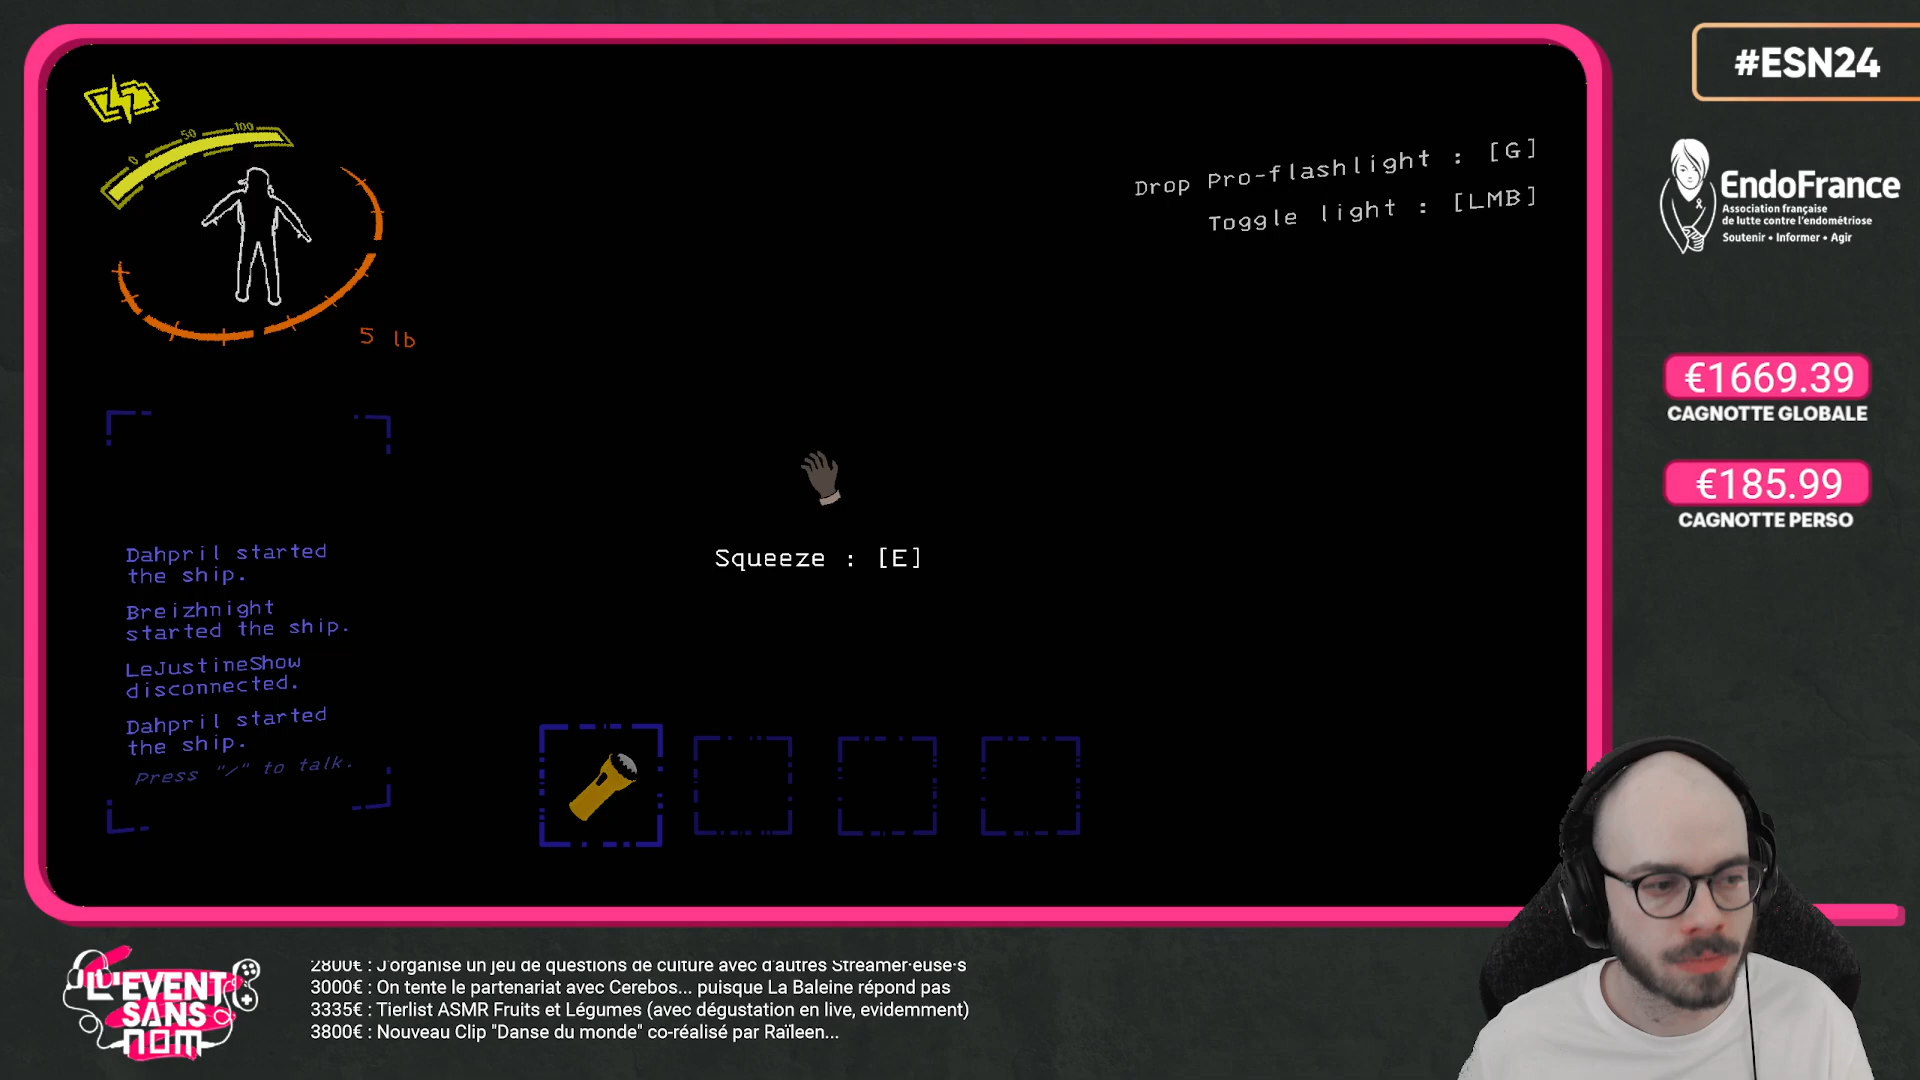 0
50
100
5 lb
Drop Pro-flashlight : [G]
Toggle light : [LMB]
Squeeze : [E]
Dahpril started
the ship.
Breizhnight
started the ship.
LeJustineShow
disconnected.
Dahpril started
the ship.
Press "/" to talk.
#ESN24
EndoFrance
Association française
de lutte contre l'endométriose
Soutenir • Informer • Agir
€1669.39
CAGNOTTE GLOBALE
€185.99
CAGNOTTE PERSO
L'EVENT
SANS
NOM
2800€ : J'organise un jeu de questions de culture avec d'autres Streamer·euse·s
3000€ : On tente le partenariat avec Cerebos... puisque La Baleine répond pas
3335€ : Tierlist ASMR Fruits et Légumes (avec dégustation en live, evidemment)
3800€ : Nouveau Clip "Danse du monde" co-réalisé par Raïleen...